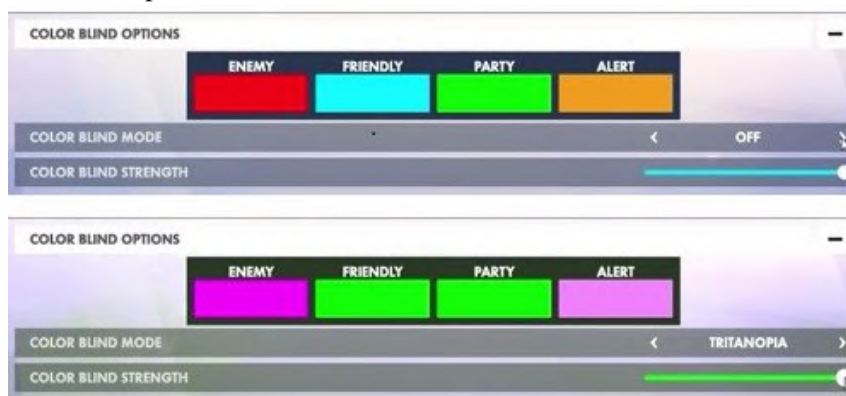 COLOR BLIND OPTIONS
ENEMY FRIENDLY PARTY ALERT
COLOR BLIND MODE < OFF >
COLOR BLIND STRENGTH
COLOR BLIND OPTIONS
ENEMY FRIENDLY PARTY ALERT
COLOR BLIND MODE < TRITANOPIA >
COLOR BLIND STRENGTH